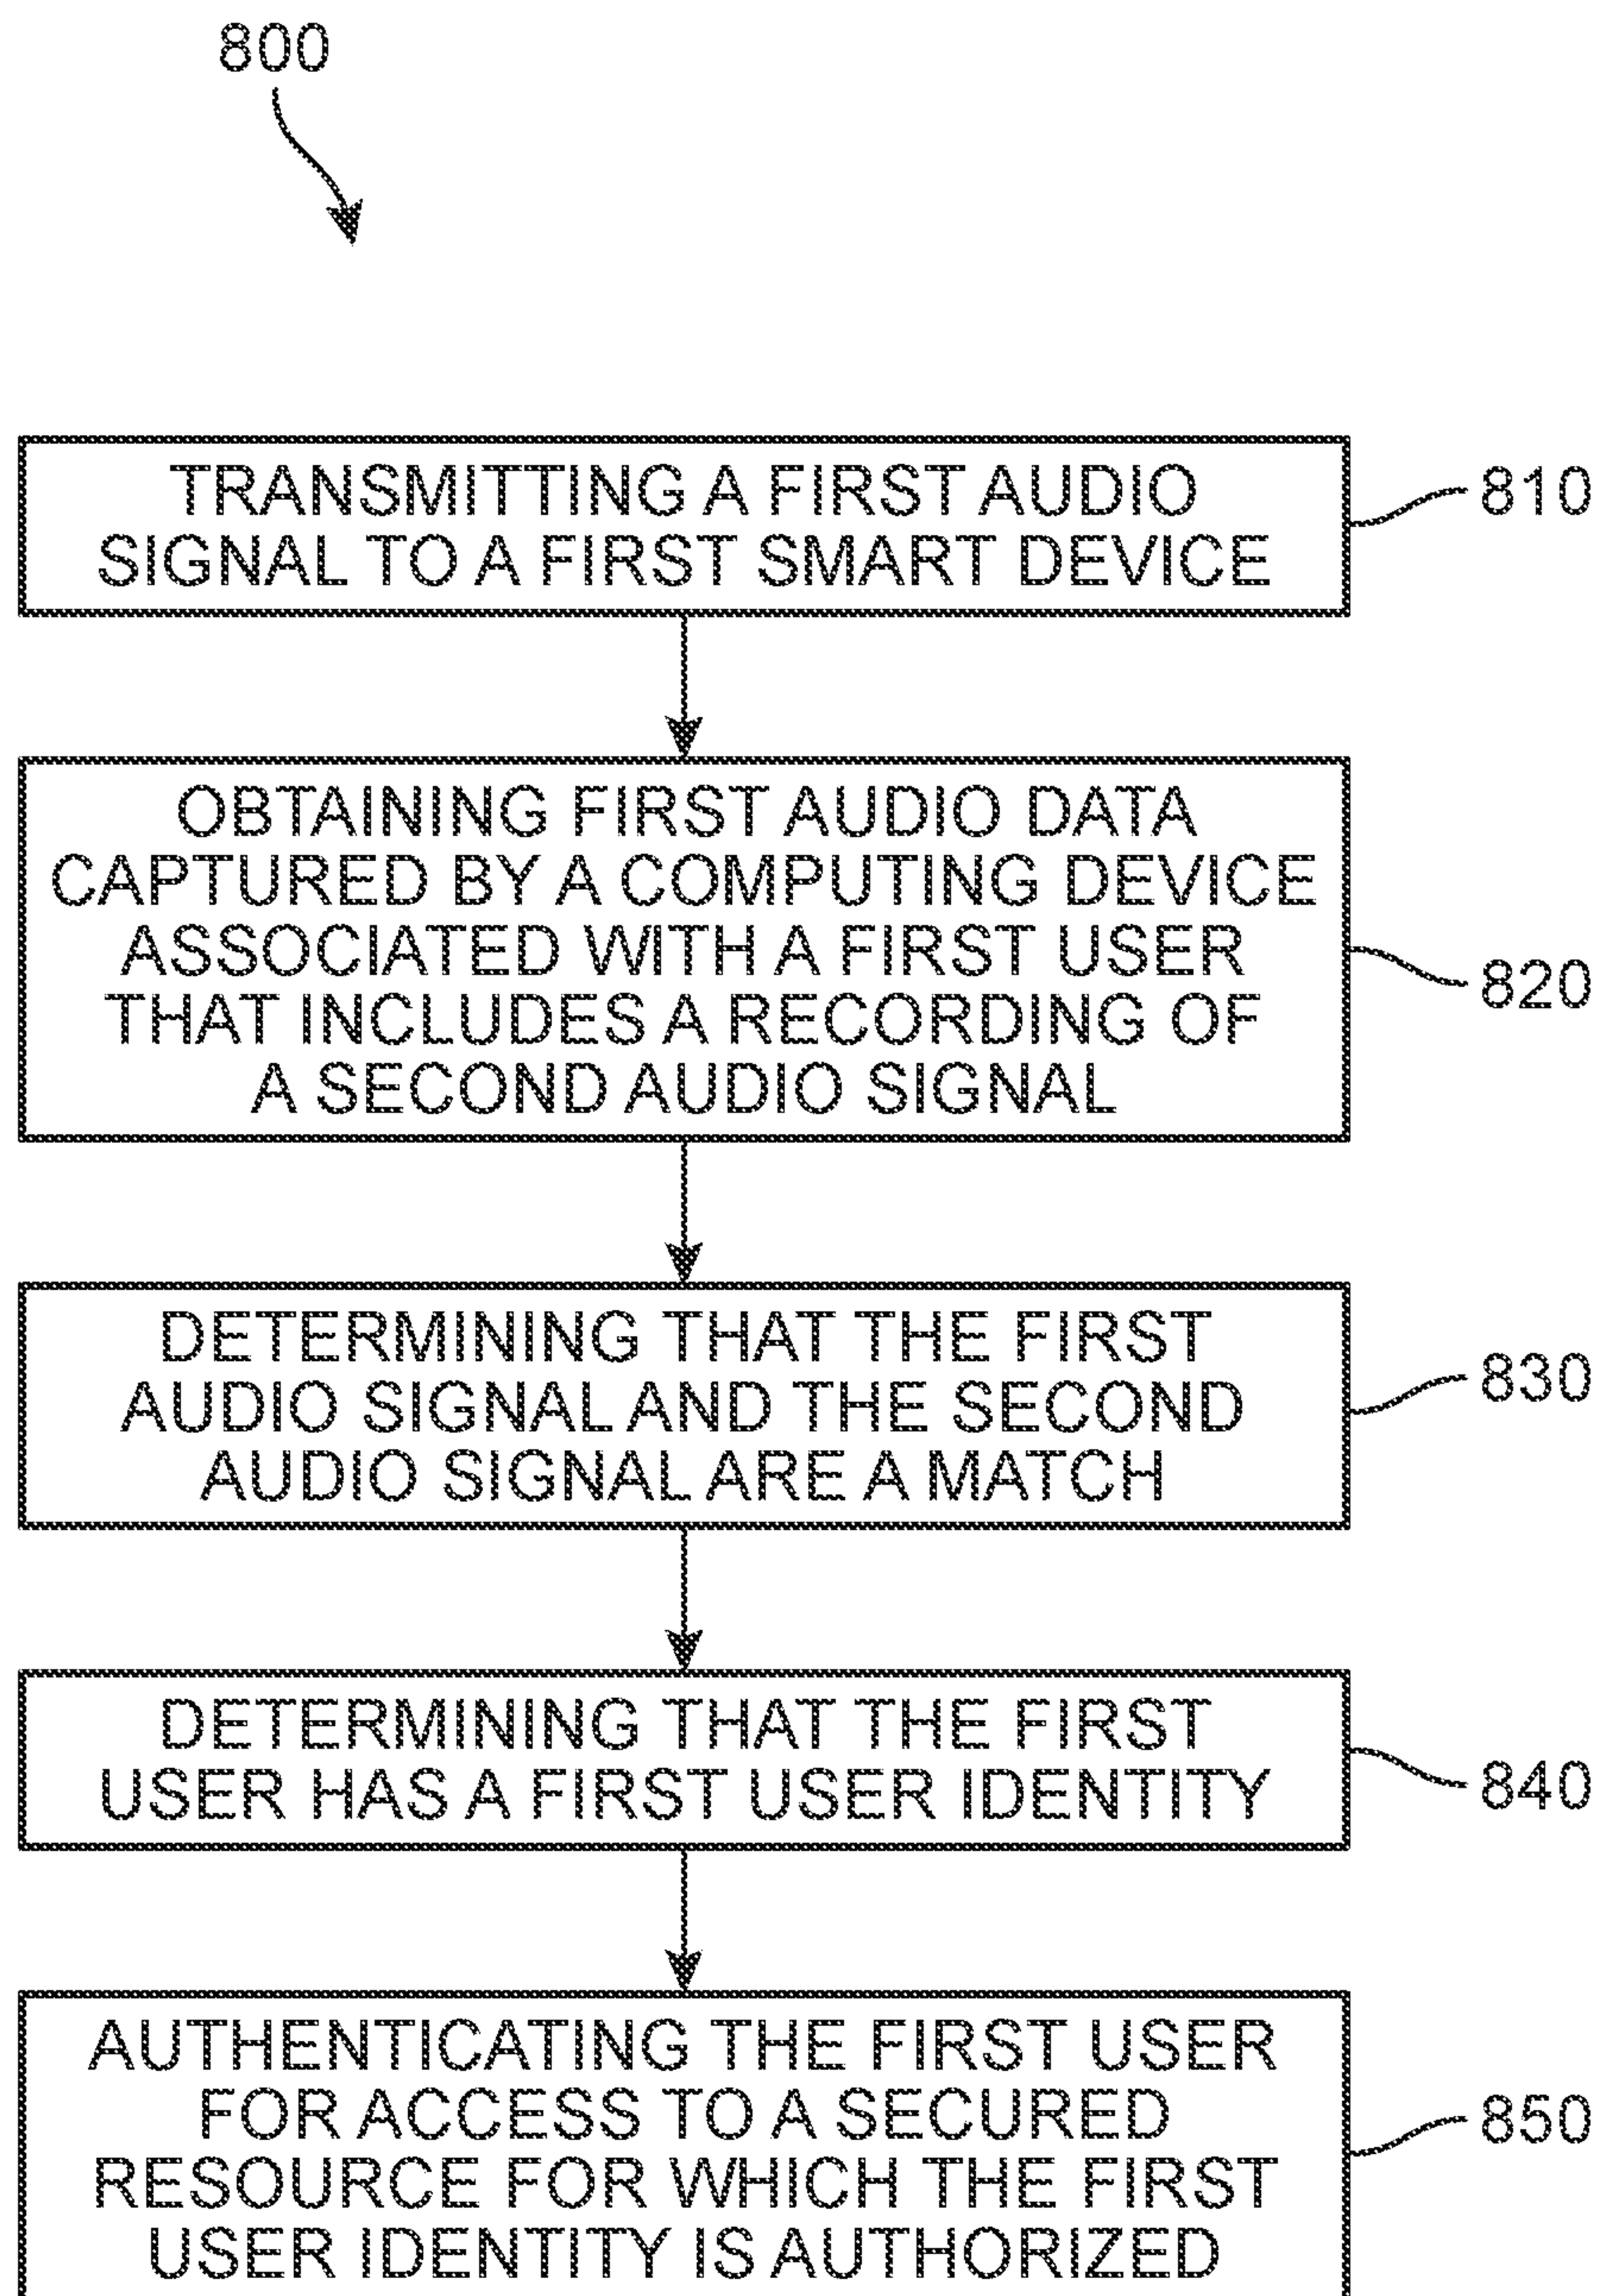 800
TRANSMITTING A FIRST AUDIO
SIGNAL TO A FIRST SMART DEVICE
810
OBTAINING FIRST AUDIO DATA
CAPTURED BY A COMPUTING DEVICE
ASSOCIATED WITH A FIRST USER
THAT INCLUDES A RECORDING OF
A SECOND AUDIO SIGNAL
820
DETERMINING THAT THE FIRST
AUDIO SIGNAL AND THE SECOND
AUDIO SIGNAL ARE A MATCH
830
DETERMINING THAT THE FIRST
USER HAS A FIRST USER IDENTITY
840
AUTHENTICATING THE FIRST USER
FOR ACCESS TO A SECURED
RESOURCE FOR WHICH THE FIRST
USER IDENTITY IS AUTHORIZED
850